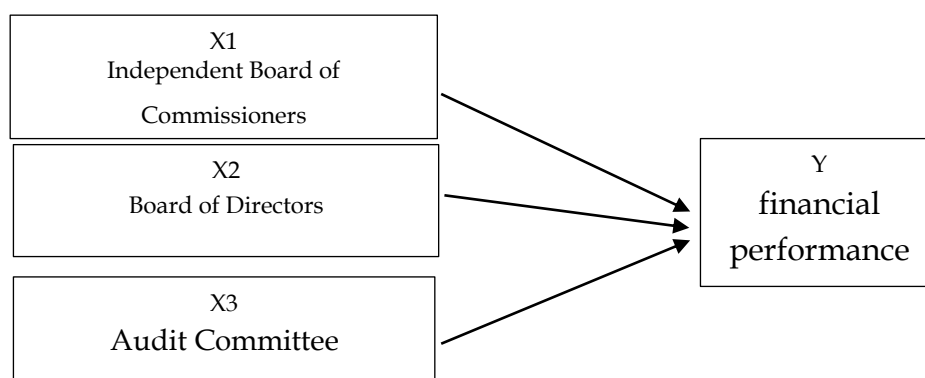 X1
Independent Board of
Commissioners
X2
Board of Directors
X3
Audit Committee
Y
financial
performance